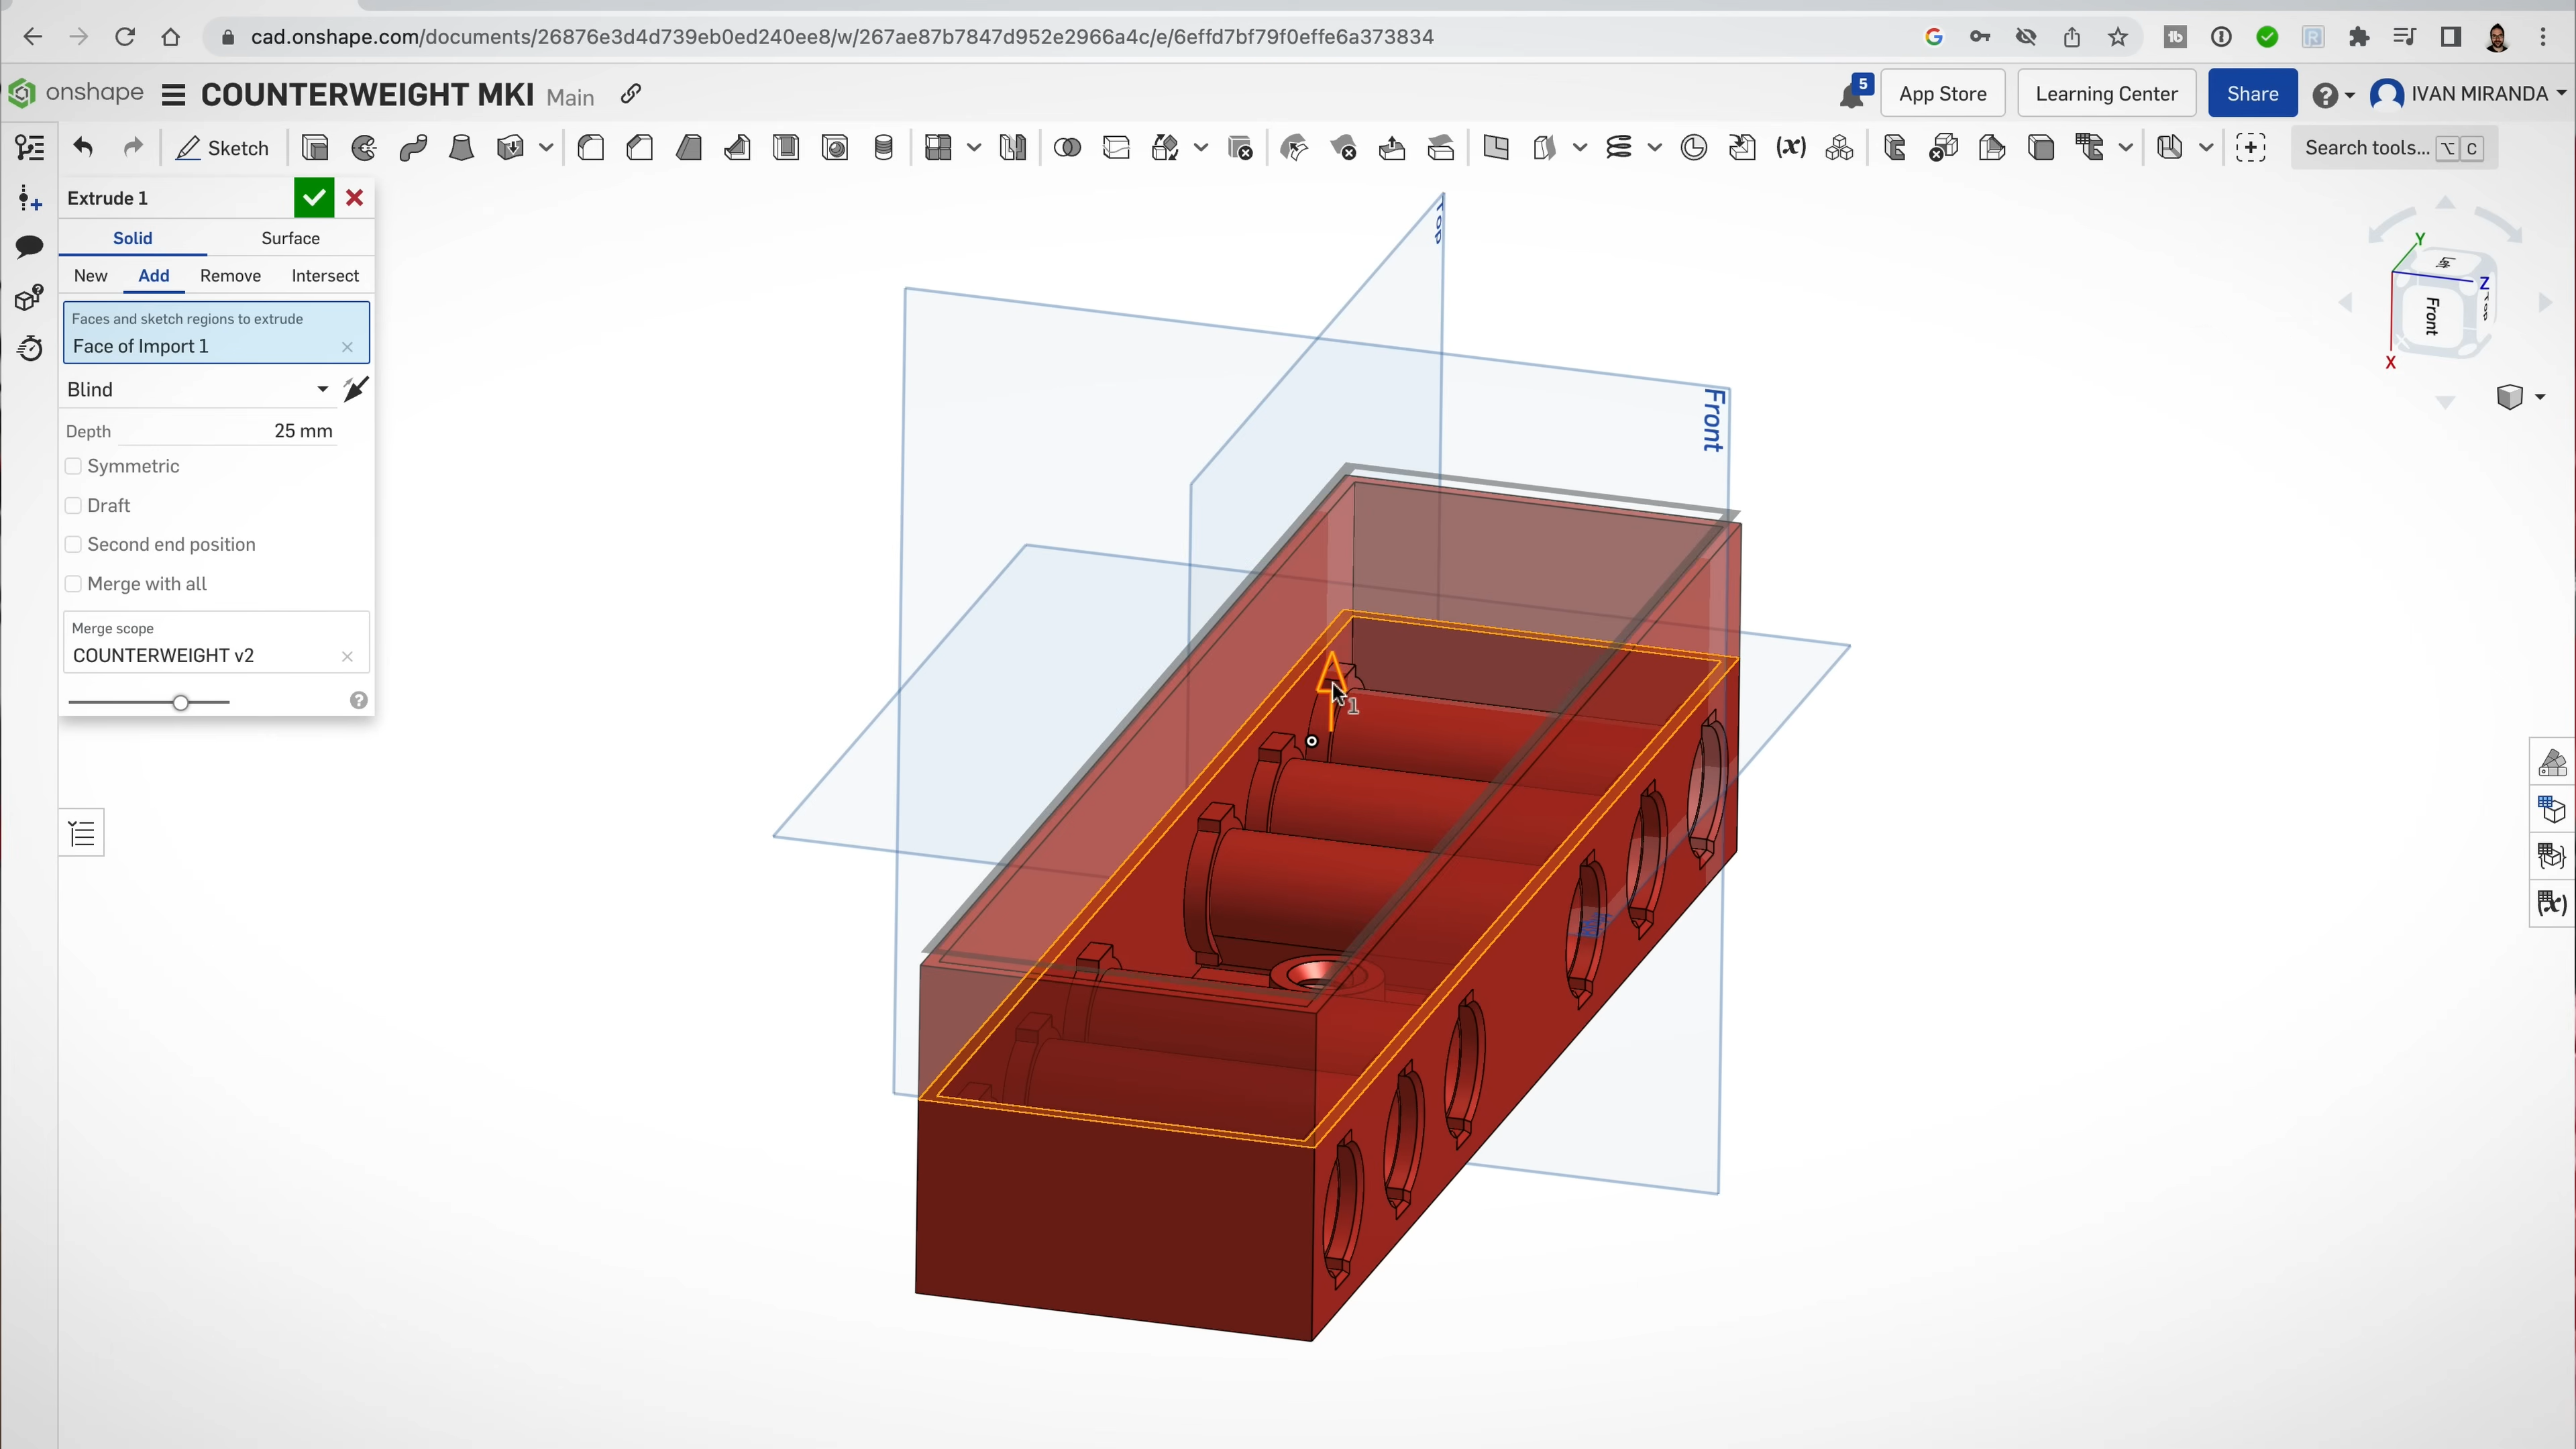 cad.onshape.com/documents/26876e3d4d739eb0ed240ee8/w/267ae87b7847d952e2966a4c/e/6effd7bf79f0effe6a373834
onshape COUNTERWEIGHT MKI Main 5 App Store Learning Center Share ? IVAN MIRANDA
Sketch (x) Search tools... ⌥ C
Extrude 1
Solid Surface
New Add Remove Intersect
Faces and sketch regions to extrude
Face of Import 1
Blind
Depth 25 mm
Symmetric
Draft
Second end position
Merge with all
Merge scope
COUNTERWEIGHT v2
Top
Front
1
Y
Z
Front
Top
X
(x)